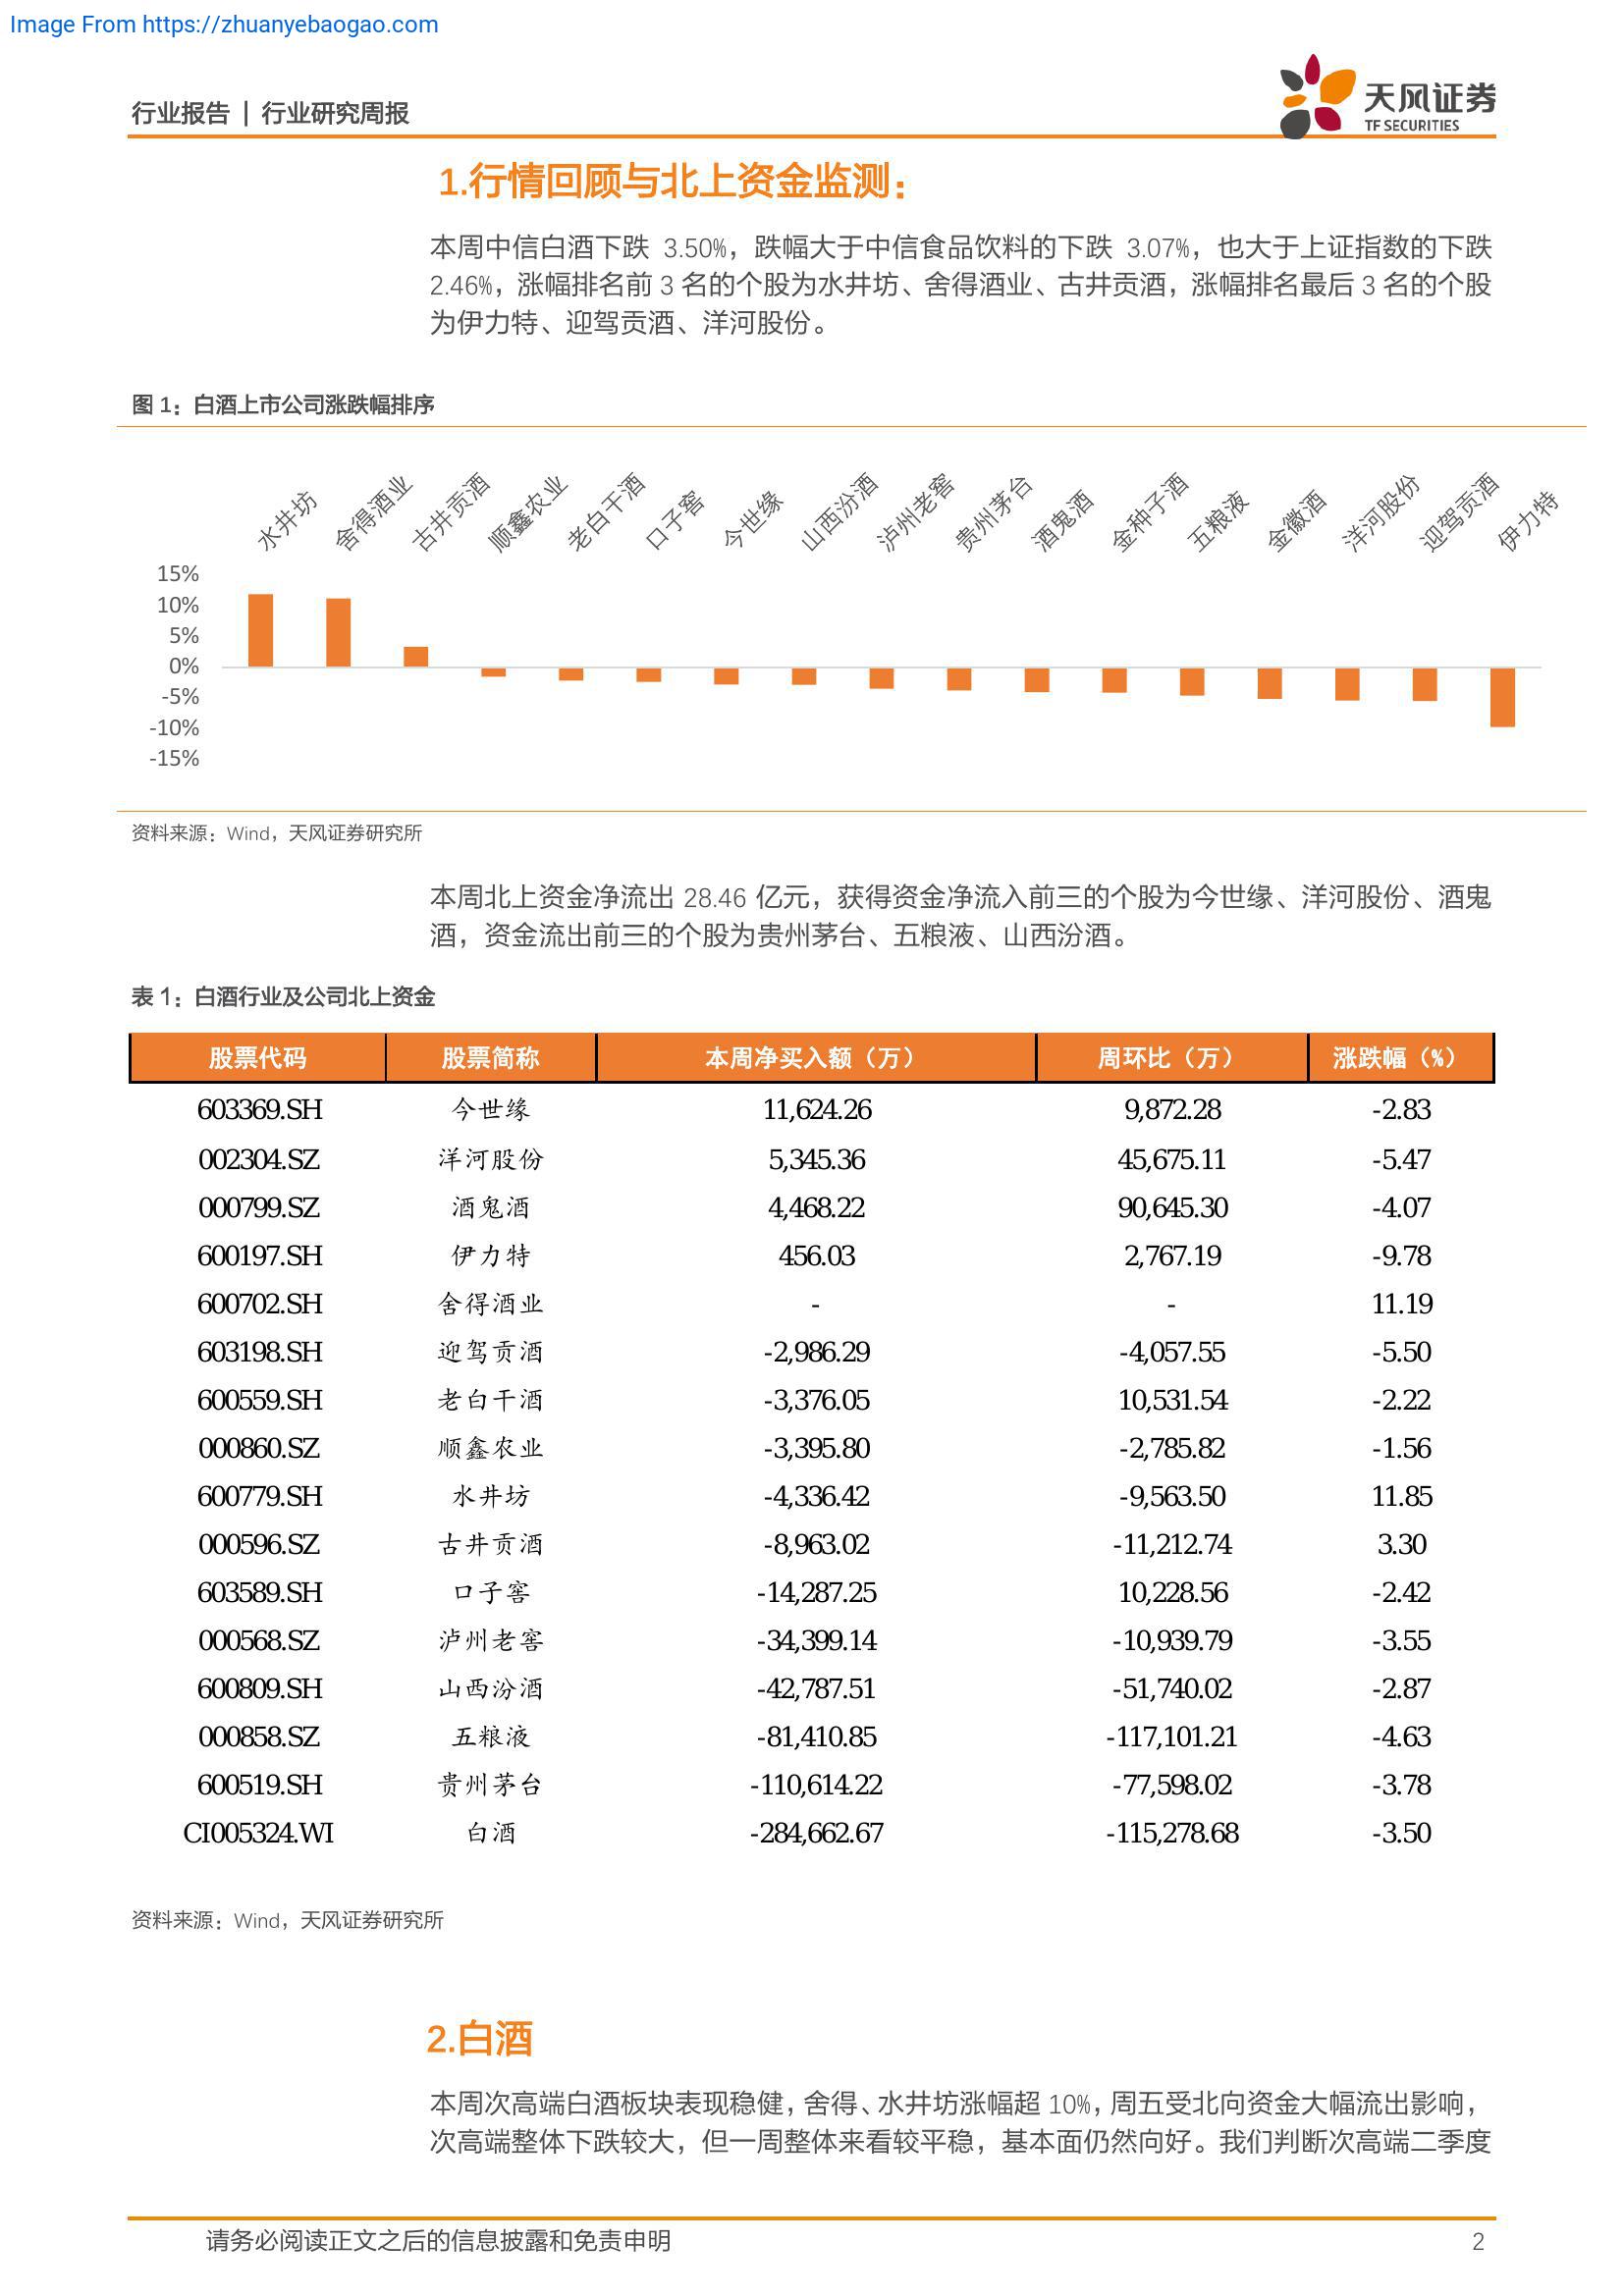 Image From https://zhuanyebaogao.com
行业报告 | 行业研究周报
天风证券
TF SECURITIES
1.行情回顾与北上资金监测：
本周中信白酒下跌 3.50%，跌幅大于中信食品饮料的下跌 3.07%，也大于上证指数的下跌
2.46%，涨幅排名前 3 名的个股为水井坊、舍得酒业、古井贡酒，涨幅排名最后 3 名的个股
为伊力特、迎驾贡酒、洋河股份。
图 1：白酒上市公司涨跌幅排序
水井坊 舍得酒业 古井贡酒 顺鑫农业 老白干酒 口子窖 今世缘 山西汾酒 泸州老窖 贵州茅台 酒鬼酒 金种子酒 五粮液 金徽酒 洋河股份 迎驾贡酒 伊力特
15%
10%
5%
0%
-5%
-10%
-15%
资料来源：Wind，天风证券研究所
本周北上资金净流出 28.46 亿元，获得资金净流入前三的个股为今世缘、洋河股份、酒鬼
酒，资金流出前三的个股为贵州茅台、五粮液、山西汾酒。
表 1：白酒行业及公司北上资金
股票代码 股票简称 本周净买入额（万） 周环比（万） 涨跌幅（%）
603369.SH 今世缘 11,624.26 9,872.28 -2.83
002304.SZ 洋河股份 5,345.36 45,675.11 -5.47
000799.SZ 酒鬼酒 4,468.22 90,645.30 -4.07
600197.SH 伊力特 456.03 2,767.19 -9.78
600702.SH 舍得酒业 - - 11.19
603198.SH 迎驾贡酒 -2,986.29 -4,057.55 -5.50
600559.SH 老白干酒 -3,376.05 10,531.54 -2.22
000860.SZ 顺鑫农业 -3,395.80 -2,785.82 -1.56
600779.SH 水井坊 -4,336.42 -9,563.50 11.85
000596.SZ 古井贡酒 -8,963.02 -11,212.74 3.30
603589.SH 口子窖 -14,287.25 10,228.56 -2.42
000568.SZ 泸州老窖 -34,399.14 -10,939.79 -3.55
600809.SH 山西汾酒 -42,787.51 -51,740.02 -2.87
000858.SZ 五粮液 -81,410.85 -117,101.21 -4.63
600519.SH 贵州茅台 -110,614.22 -77,598.02 -3.78
CI005324.WI 白酒 -284,662.67 -115,278.68 -3.50
资料来源：Wind，天风证券研究所
2.白酒
本周次高端白酒板块表现稳健，舍得、水井坊涨幅超 10%，周五受北向资金大幅流出影响，
次高端整体下跌较大，但一周整体来看较平稳，基本面仍然向好。我们判断次高端二季度
请务必阅读正文之后的信息披露和免责申明 2